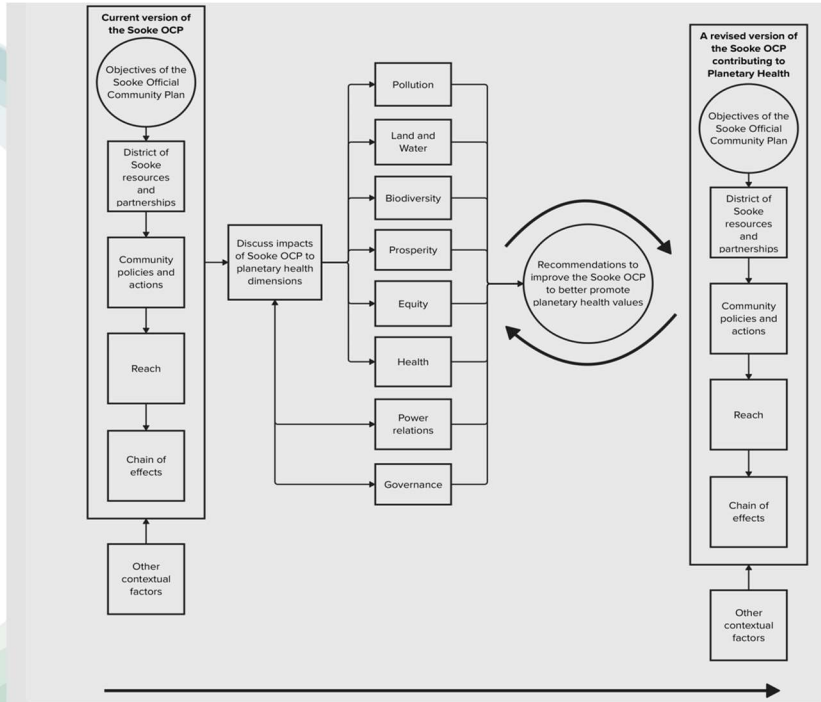 Current version of
the Sooke OCP
Objectives of the
Sooke Official
Community Plan
District of
Sooke
resources
and
partnerships
Community
policies and
actions
Reach
Chain of
effects
Other
contextual
factors
Discuss impacts
of Sooke OCP to
planetary health
dimensions
Pollution
Land and
Water
Biodiversity
Prosperity
Equity
Health
Power
relations
Governance
Recommendations to
improve the Sooke OCP
to better promote
planetary health values
A revised version of
the Sooke OCP
contributing to
Planetary Health
Objectives of the
Sooke Official
Community Plan
District of
Sooke
resources
and
partnerships
Community
policies and
actions
Reach
Chain of
effects
Other
contextual
factors